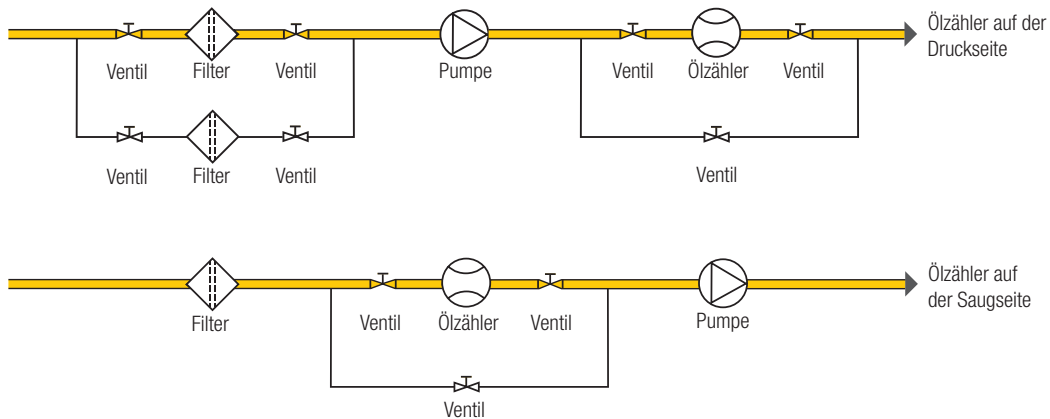 Ölzähler auf der
Druckseite
Ventil Filter Ventil Pumpe Ventil Ölzähler Ventil
Ventil Filter Ventil Ventil
Ölzähler auf
der Saugseite
Filter Ventil Ölzähler Ventil Pumpe
Ventil